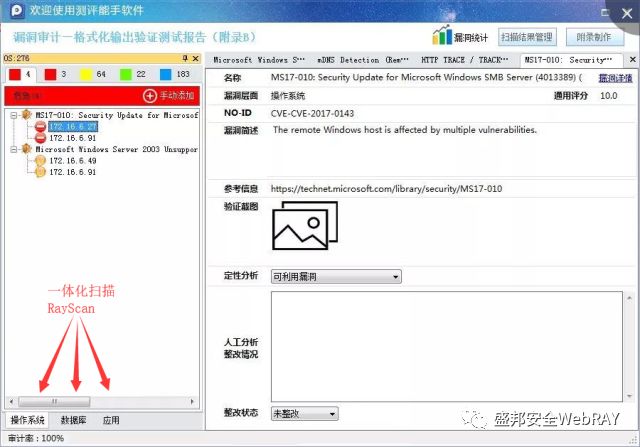 欢迎使用测评能手软件
漏洞审计—格式化输出验证测试报告（附录B）
漏洞统计
扫描结果管理
附录制作
OS:276
4 3 64 22 183
危急(4)
手动添加
MS17-010: Security Update for Microsof
172.16.6.27
172.16.6.91
Microsoft Windows Server 2003 Unsuppor
172.16.6.49
172.16.6.91
一体化扫描
RayScan
操作系统 数据库 应用
审计率: 100%
Microsoft Windows S… mDNS Detection (Rem… HTTP TRACE / TRACK… MS17-010: Security…
名称 MS17-010: Security Update for Microsoft Windows SMB Server (4013389) ( 漏洞详情
漏洞层面 操作系统 通用评分 10.0
NO-ID CVE-CVE-2017-0143
漏洞简述 The remote Windows host is affected by multiple vulnerabilities.
参考信息 https://technet.microsoft.com/library/security/MS17-010
验证截图
定性分析 可利用漏洞
人工分析
整改情况
整改状态 未整改
盛邦安全WebRAY